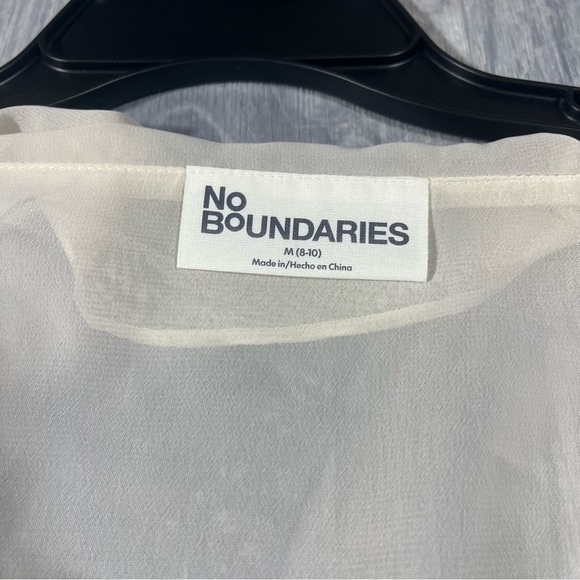 No
BoUNDARIES
M (8-10)
Made in/Hecho en China